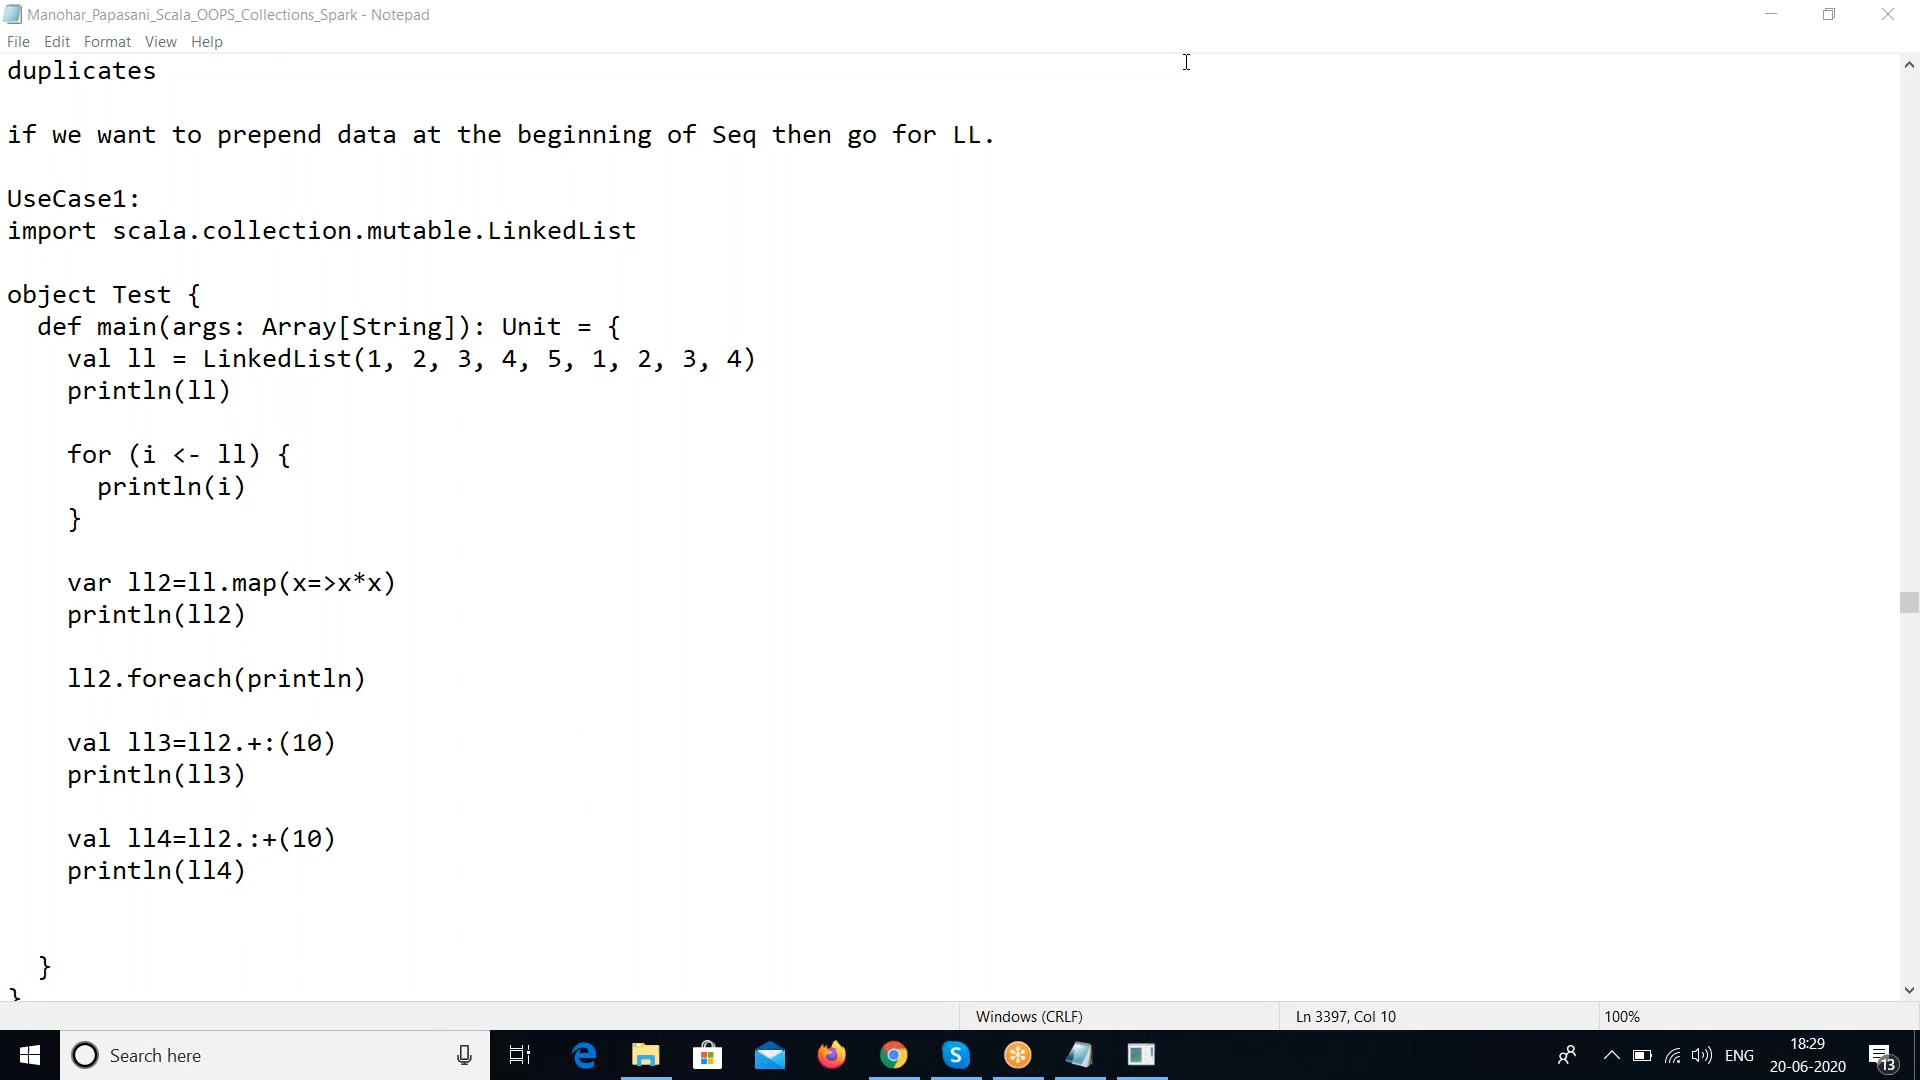 Manohar_Papasani_Scala_OOPS_Collections_Spark - Notepad
File Edit Format View Help
duplicates
if we want to prepend data at the beginning of Seq then go for LL.
UseCase1:
import scala.collection.mutable.LinkedList
object Test {
  def main(args: Array[String]): Unit = {
    val ll = LinkedList(1, 2, 3, 4, 5, 1, 2, 3, 4)
    println(ll)
    for (i <- ll) {
      println(i)
    }
    var ll2=ll.map(x=>x*x)
    println(ll2)
    ll2.foreach(println)
    val ll3=ll2.+:(10)
    println(ll3)
    val ll4=ll2.:+(10)
    println(ll4)
  }
}
Windows (CRLF) Ln 3397, Col 10 100%
Search here
ENG
18:29
20-06-2020
13